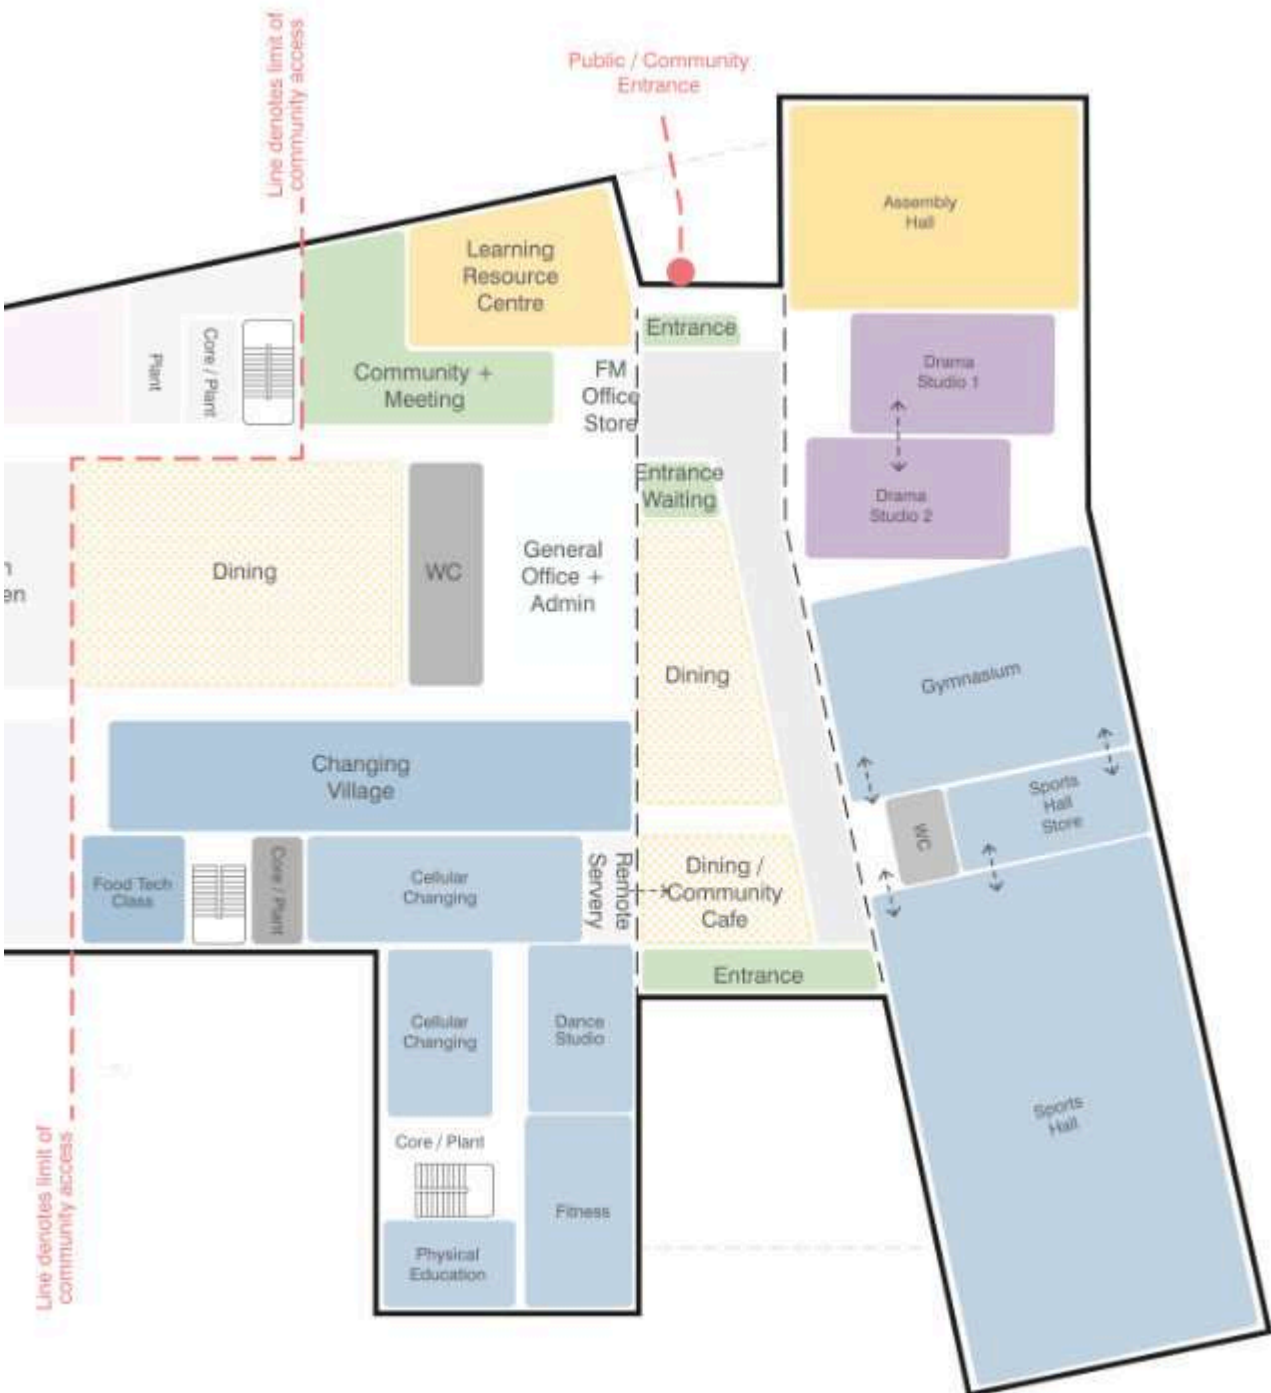 Line denotes limit of
community access
Public / Community
Entrance
Assembly
Hall
Learning
Resource
Centre
Entrance
Plant
Core / Plant
Community +
Meeting
FM
Office
Store
Drama
Studio 1
Entrance
Waiting
Drama
Studio 2
n
en
Dining
WC
General
Office +
Admin
Dining
Gymnasium
Changing
Village
Sports
Hall
Store
WC
Food Tech
Class
Core / Plant
Cellular
Changing
Remote
Servery
Dining /
Community
Cafe
Entrance
Cellular
Changing
Dance
Studio
Sports
Hall
Core / Plant
Fitness
Physical
Education
Line denotes limit of
community access